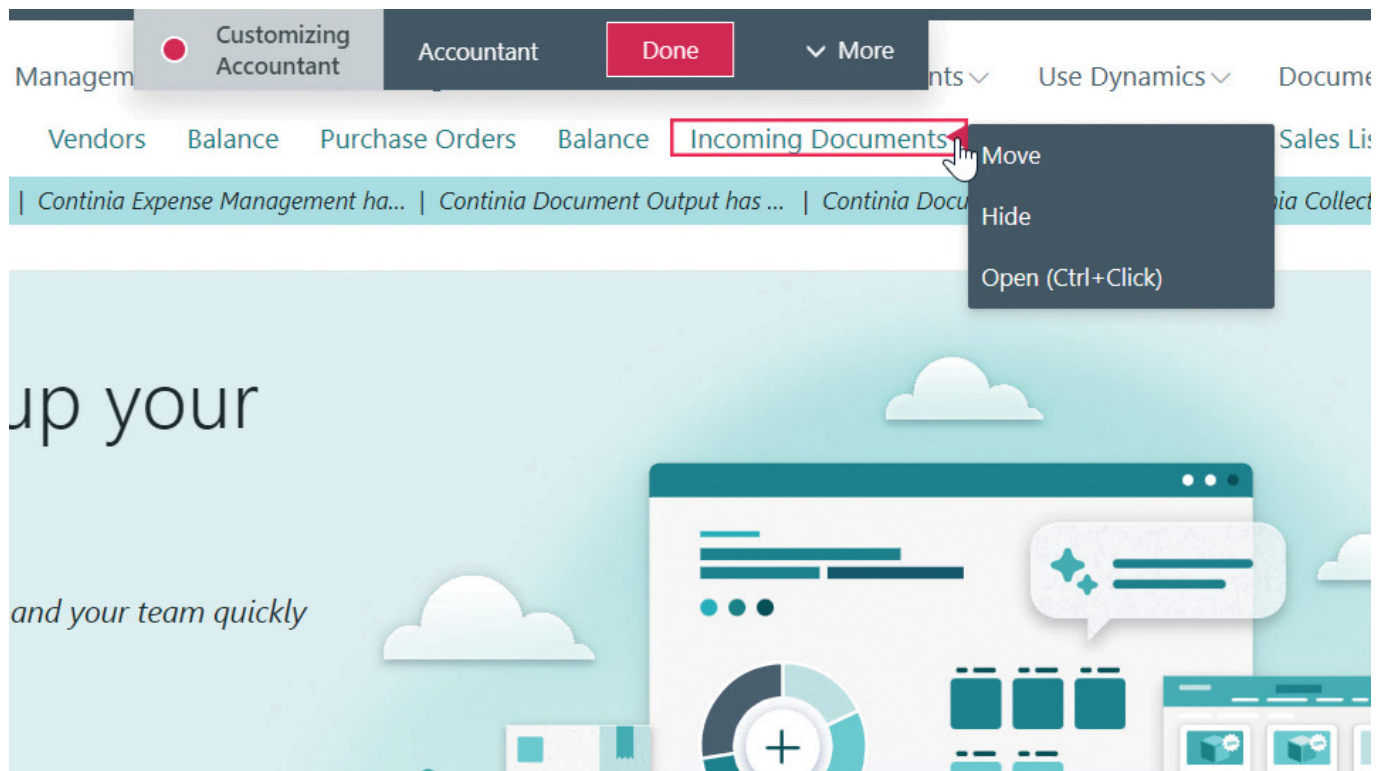 Customizing
Accountant
Accountant
Done
More
Managem
nts
Use Dynamics
Docume
Vendors
Balance
Purchase Orders
Balance
Incoming Documents
Sales Lis
| Continia Expense Management ha... | Continia Document Output has ... | Continia Docu
nia Collect
Move
Hide
Open (Ctrl+Click)
up your
and your team quickly